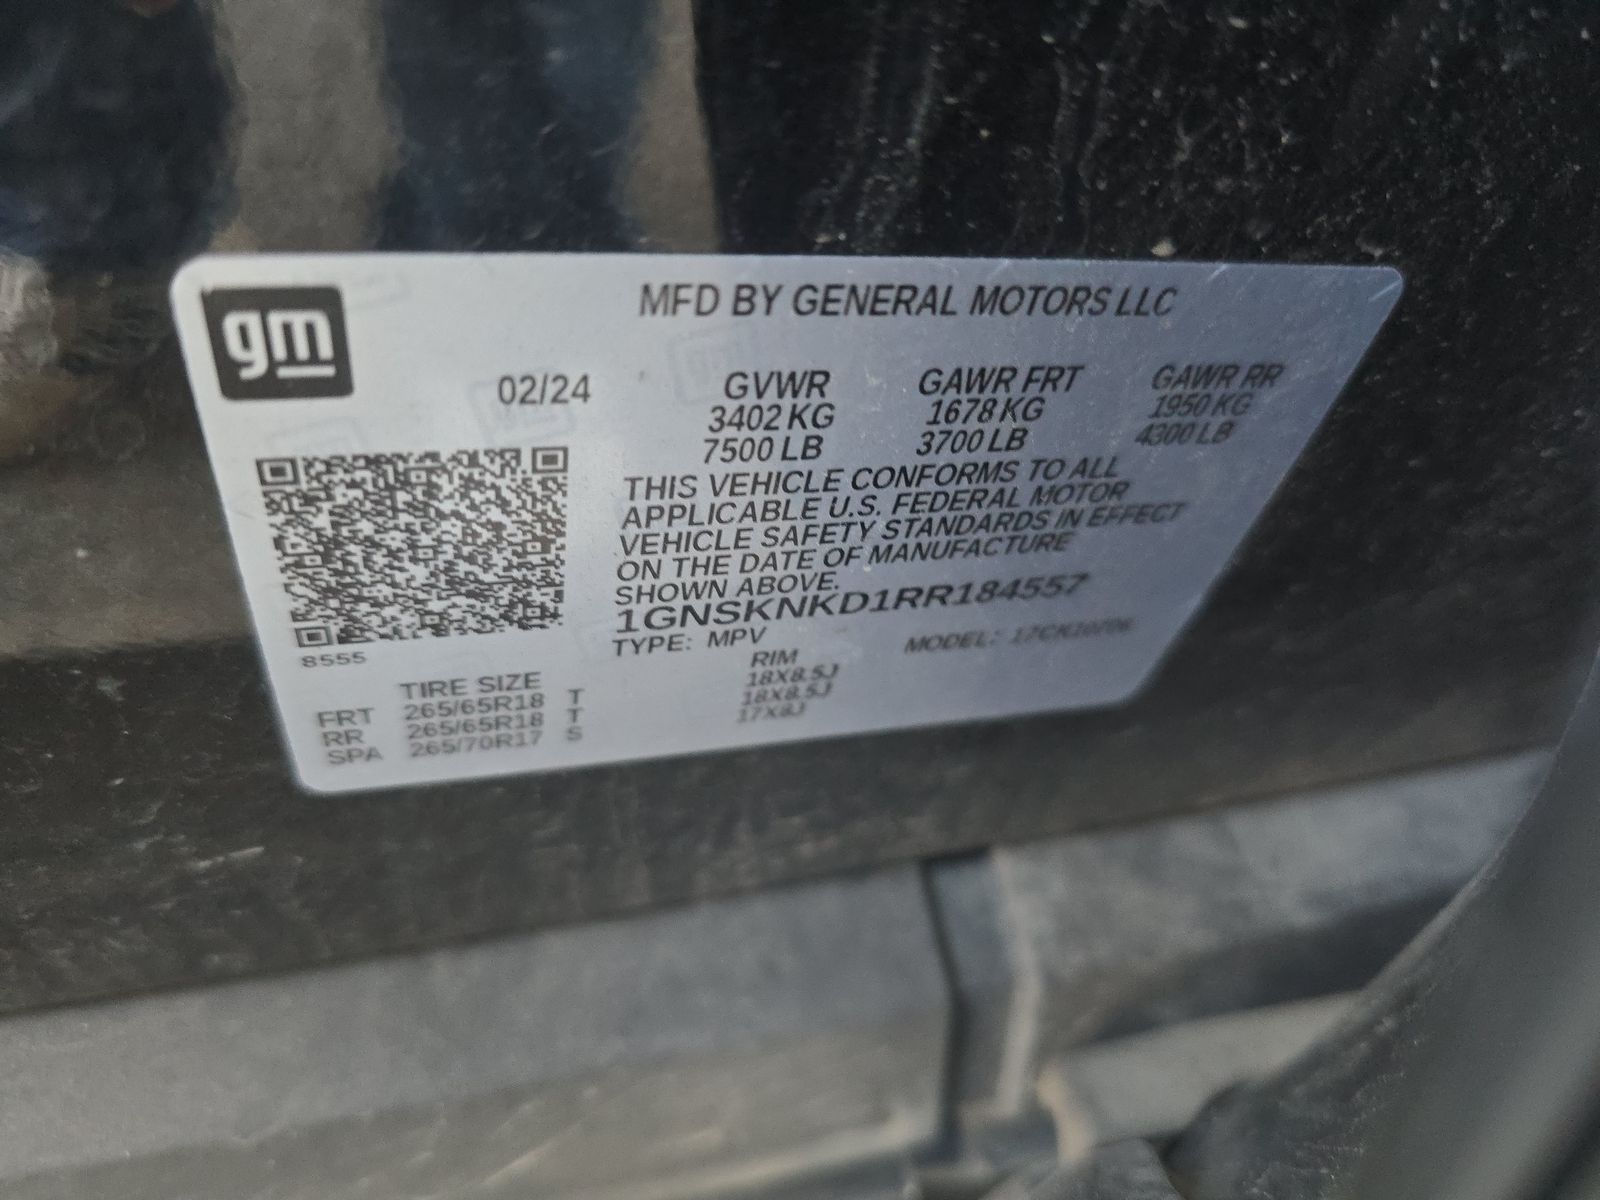 gm
MFD BY GENERAL MOTORS LLC
02/24 GVWR GAWR FRT GAWR RR
3402 KG 1678 KG 1950 KG
7500 LB 3700 LB 4300 LB
THIS VEHICLE CONFORMS TO ALL
APPLICABLE U.S. FEDERAL MOTOR
VEHICLE SAFETY STANDARDS IN EFFECT
ON THE DATE OF MANUFACTURE
SHOWN ABOVE.
1GNSKNKD1RR184557
TYPE: MPV MODEL:
8555
TIRE SIZE RIM
FRT 265/65R18 T 18X8.5J
RR 265/65R18 T 18X8.5J
SPA 265/70R17 S 17X8J